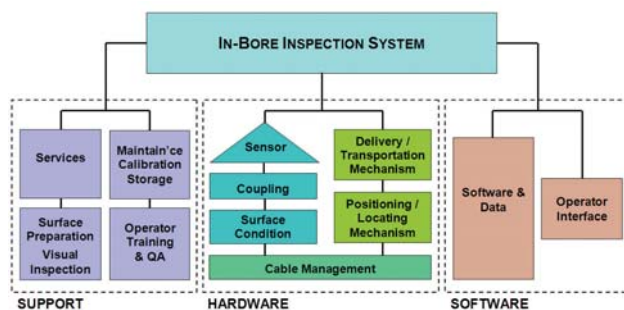 IN-BORE INSPECTION SYSTEM
Services
Maintain'ce
Calibration
Storage
Surface
Preparation
Visual
Inspection
Operator
Training
& QA
SUPPORT
Sensor
Coupling
Surface
Condition
Delivery /
Transportation
Mechanism
Positioning /
Locating
Mechanism
Cable Management
HARDWARE
Software &
Data
Operator
Interface
SOFTWARE